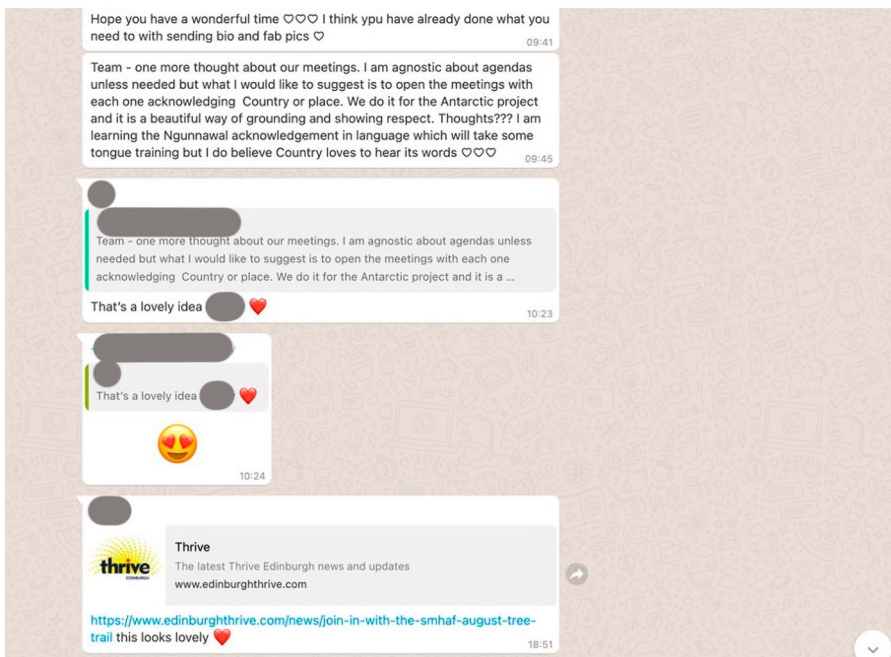 Hope you have a wonderful time ♡♡♡ I think ypu have already done what you
need to with sending bio and fab pics ♡
09:41
Team - one more thought about our meetings. I am agnostic about agendas
unless needed but what I would like to suggest is to open the meetings with
each one acknowledging  Country or place. We do it for the Antarctic project
and it is a beautiful way of grounding and showing respect. Thoughts??? I am
learning the Ngunnawal acknowledgement in language which will take some
tongue training but I do believe Country loves to hear its words ♡♡♡
09:45
Team - one more thought about our meetings. I am agnostic about agendas unless
needed but what I would like to suggest is to open the meetings with each one
acknowledging  Country or place. We do it for the Antarctic project and it is a ...
That's a lovely idea ❤️
10:23
That's a lovely idea ❤️
😍
10:24
thrive
EDINBURGH
Thrive
The latest Thrive Edinburgh news and updates
www.edinburghthrive.com
https://www.edinburghthrive.com/news/join-in-with-the-smhaf-august-tree-
trail this looks lovely ❤️
18:51